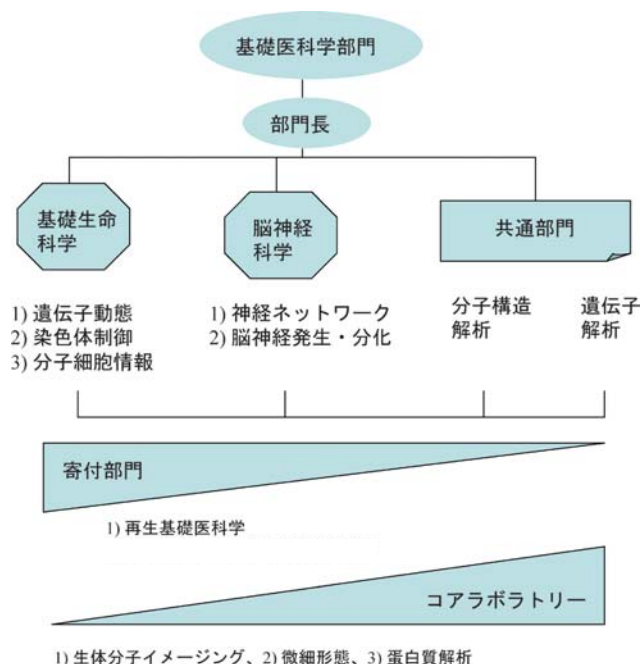 基礎医科学部門
部門長
基礎生命
科学
脳神経
科学
共通部門
1) 遺伝子動態
2) 染色体制御
3) 分子細胞情報
1) 神経ネットワーク
2) 脳神経発生・分化
分子構造
解析
遺伝子
解析
寄付部門
1) 再生基礎医科学
コアラボラトリー
1) 生体分子イメージング、2) 微細形態、3) 蛋白質解析